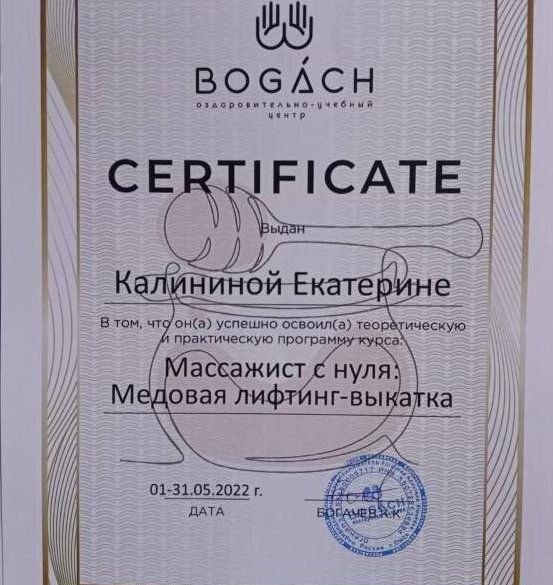 BOGÁCH
оздоровительно-учебный
центр
CERTIFICATE
Выдан
Калининой Екатерине
В том, что он(а) успешно освоил(а) теоретическую
и практическую программу курса:
Массажист с нуля:
Медовая лифтинг-выкатка
01-31.05.2022 г.
ДАТА
БОГАЧЕВ.К.К